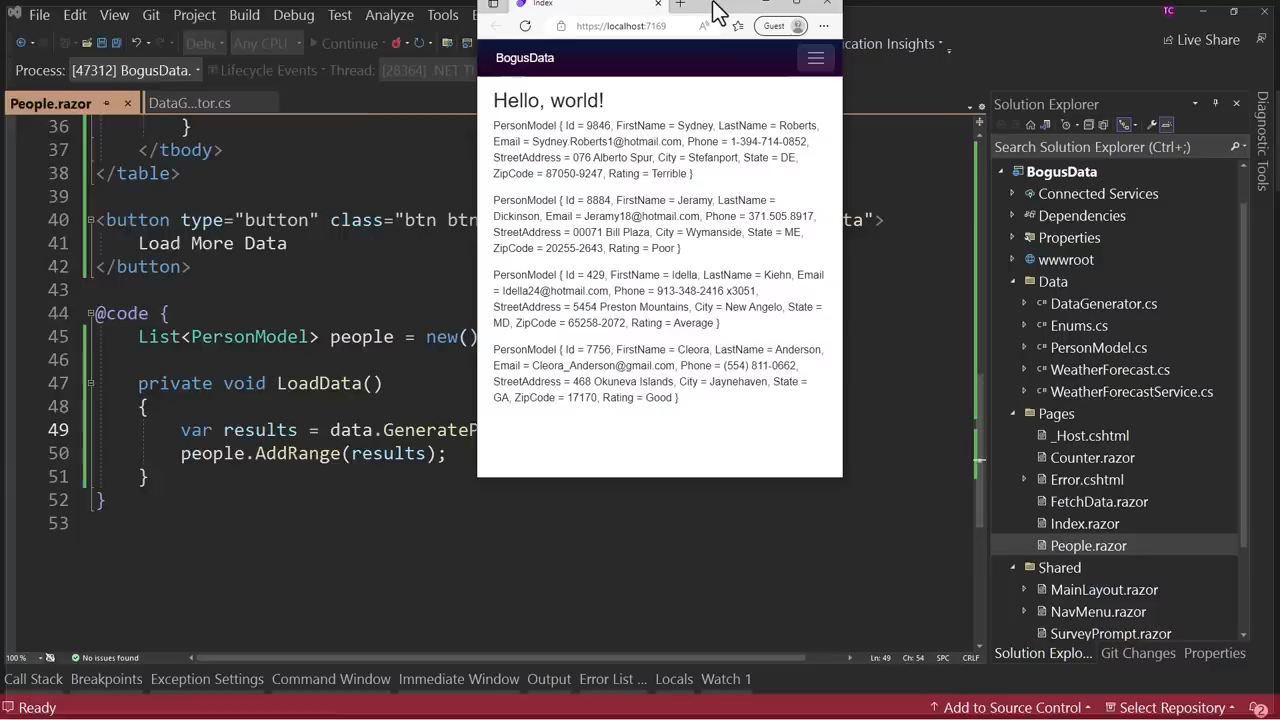 File Edit View Git Project Build Debug
Application Insights
TC
Debu Any CPU Continue
Live Share
Process: [47312] BogusData. Lifecycle Events Thread: [28364] .NET T
Index
https://localhost:7169
Guest
BogusData
Hello, world!
PersonModel { Id = 9846, FirstName = Sydney, LastName = Roberts,
Email = Sydney.Roberts1@hotmail.com, Phone = 1-394-714-0852,
StreetAddress = 076 Alberto Spur, City = Stefanport, State = DE,
ZipCode = 87050-9247, Rating = Terrible }
PersonModel { Id = 8884, FirstName = Jeramy, LastName =
Dickinson, Email = Jeramy18@hotmail.com, Phone = 371.505.8917,
StreetAddress = 00071 Bill Plaza, City = Wymanside, State = ME,
ZipCode = 20255-2643, Rating = Poor }
PersonModel { Id = 429, FirstName = Idella, LastName = Kiehn, Email
= Idella24@hotmail.com, Phone = 913-348-2416 x3051,
StreetAddress = 5454 Preston Mountains, City = New Angelo, State =
MD, ZipCode = 65258-2072, Rating = Average }
PersonModel { Id = 7756, FirstName = Cleora, LastName = Anderson,
Email = Cleora_Anderson@gmail.com, Phone = (554) 811-0662,
StreetAddress = 468 Okuneva Islands, City = Jaynehaven, State =
GA, ZipCode = 17170, Rating = Good }
People.razor DataG...tor.cs
36 }
37 </tbody>
38 </table>
39
40 <button type="button" class="btn btn ta">
41 Load More Data
42 </button>
43
44 @code {
45 List<PersonModel> people = new()
46
47 private void LoadData()
48 {
49 var results = data.GenerateP
50 people.AddRange(results);
51 }
52 }
53
100 % No issues found Ln: 49 Ch: 54 SPC CRLF
Solution Explorer
Search Solution Explorer (Ctrl+;)
BogusData
Connected Services
Dependencies
Properties
wwwroot
Data
DataGenerator.cs
Enums.cs
PersonModel.cs
WeatherForecast.cs
WeatherForecastService.cs
Pages
_Host.cshtml
Counter.razor
Error.cshtml
FetchData.razor
Index.razor
People.razor
Shared
MainLayout.razor
NavMenu.razor
SurveyPrompt.razor
Solution Explo... Git Changes Properties
Diagnostic Tools
Call Stack Breakpoints Exception Settings Command Window Immediate Window Output Error List ... Locals Watch 1
Ready Add to Source Control Select Repository 2